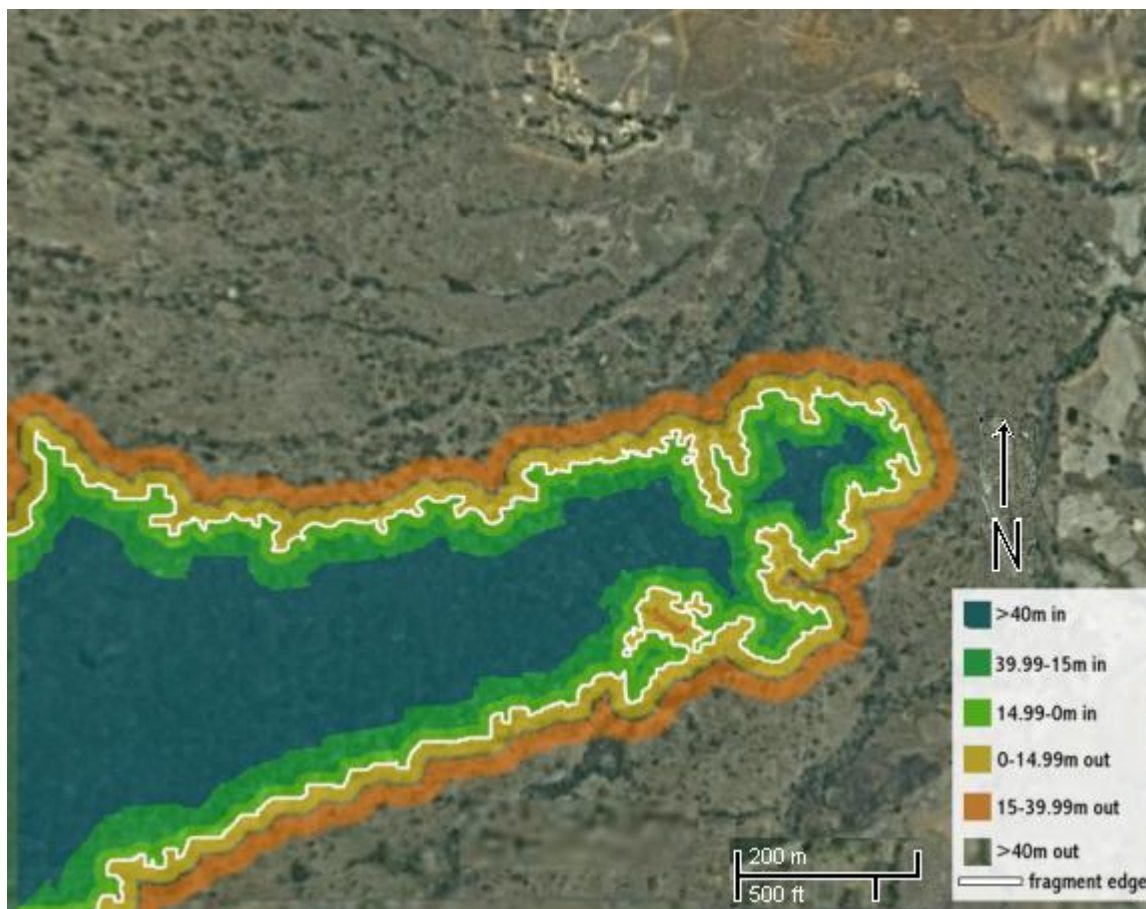 N
>40m in
39.99-15m in
14.99-0m in
0-14.99m out
15-39.99m out
>40m out
fragment edge
200 m
500 ft